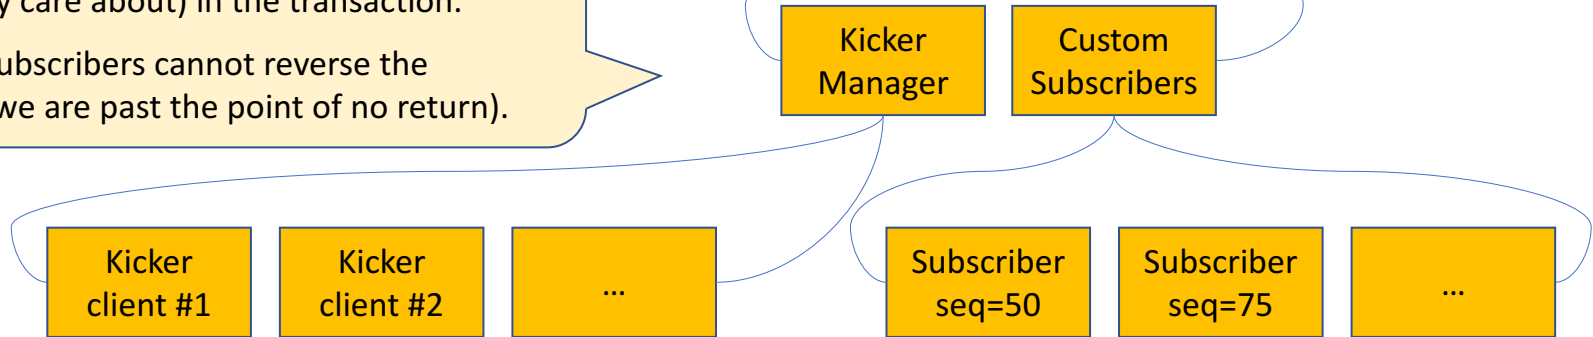 y care about) in the transaction.
ubscribers cannot reverse the
we are past the point of no return).
Kicker
Manager
Custom
Subscribers
Kicker
client #1
Kicker
client #2
...
Subscriber
seq=50
Subscriber
seq=75
...